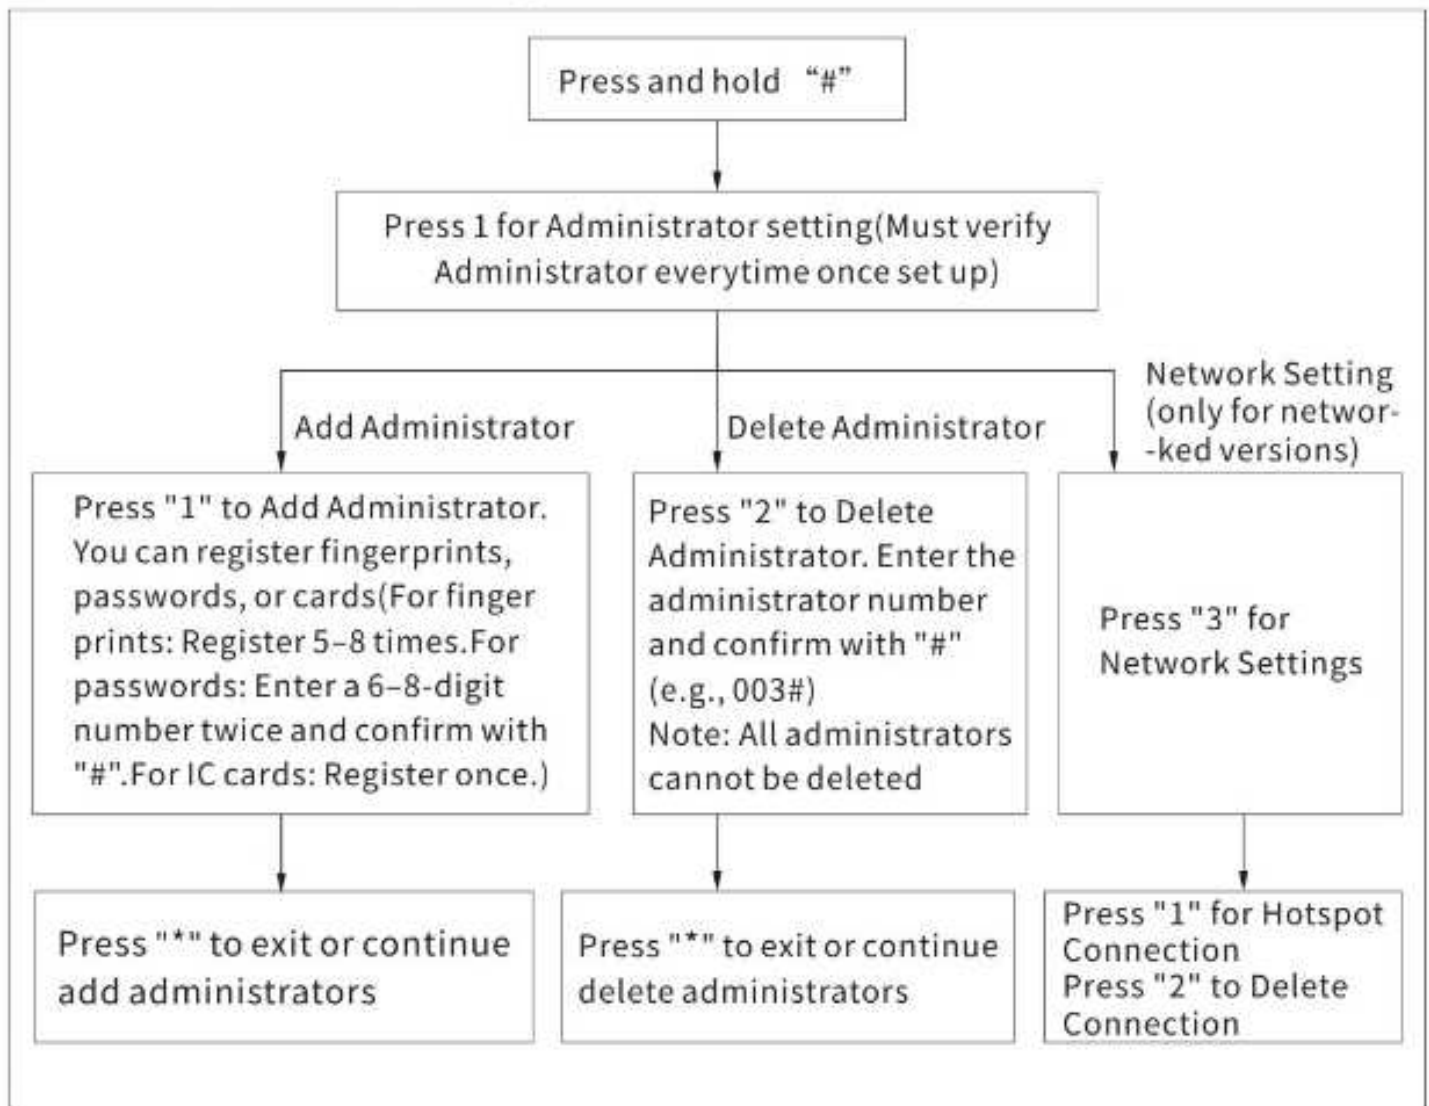 Press and hold “#”
Press 1 for Administrator setting(Must verify
Administrator everytime once set up)
Add Administrator
Delete Administrator
Network Setting
(only for networ-
-ked versions)
Press "1" to Add Administrator.
You can register fingerprints,
passwords, or cards(For finger
prints: Register 5–8 times.For
passwords: Enter a 6–8-digit
number twice and confirm with
"#".For IC cards: Register once.)
Press "2" to Delete
Administrator. Enter the
administrator number
and confirm with "#"
(e.g., 003#)
Note: All administrators
cannot be deleted
Press "3" for
Network Settings
Press "*" to exit or continue
add administrators
Press "*" to exit or continue
delete administrators
Press "1" for Hotspot
Connection
Press "2" to Delete
Connection